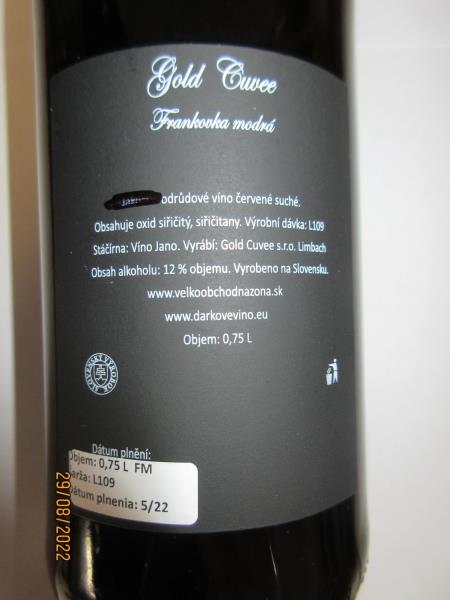 Gold Cuvee
Frankovka modrá
odrůdové víno červené suché.
Obsahuje oxid siřičitý, siřičitany. Výrobní dávka: L109
Stáčírna: Víno Jano. Vyrábí: Gold Cuvee s.r.o. Limbach
Obsah alkoholu: 12 % objemu. Vyrobeno na Slovensku.
www.velkoobchodnazona.sk
www.darkovevino.eu
Objem: 0,75 L
SLOVENSKÝ VÝROBOK
Dátum plnění:
Objem: 0,75 L FM
šarža: L109
Dátum plnenia: 5/22
29/08/2022